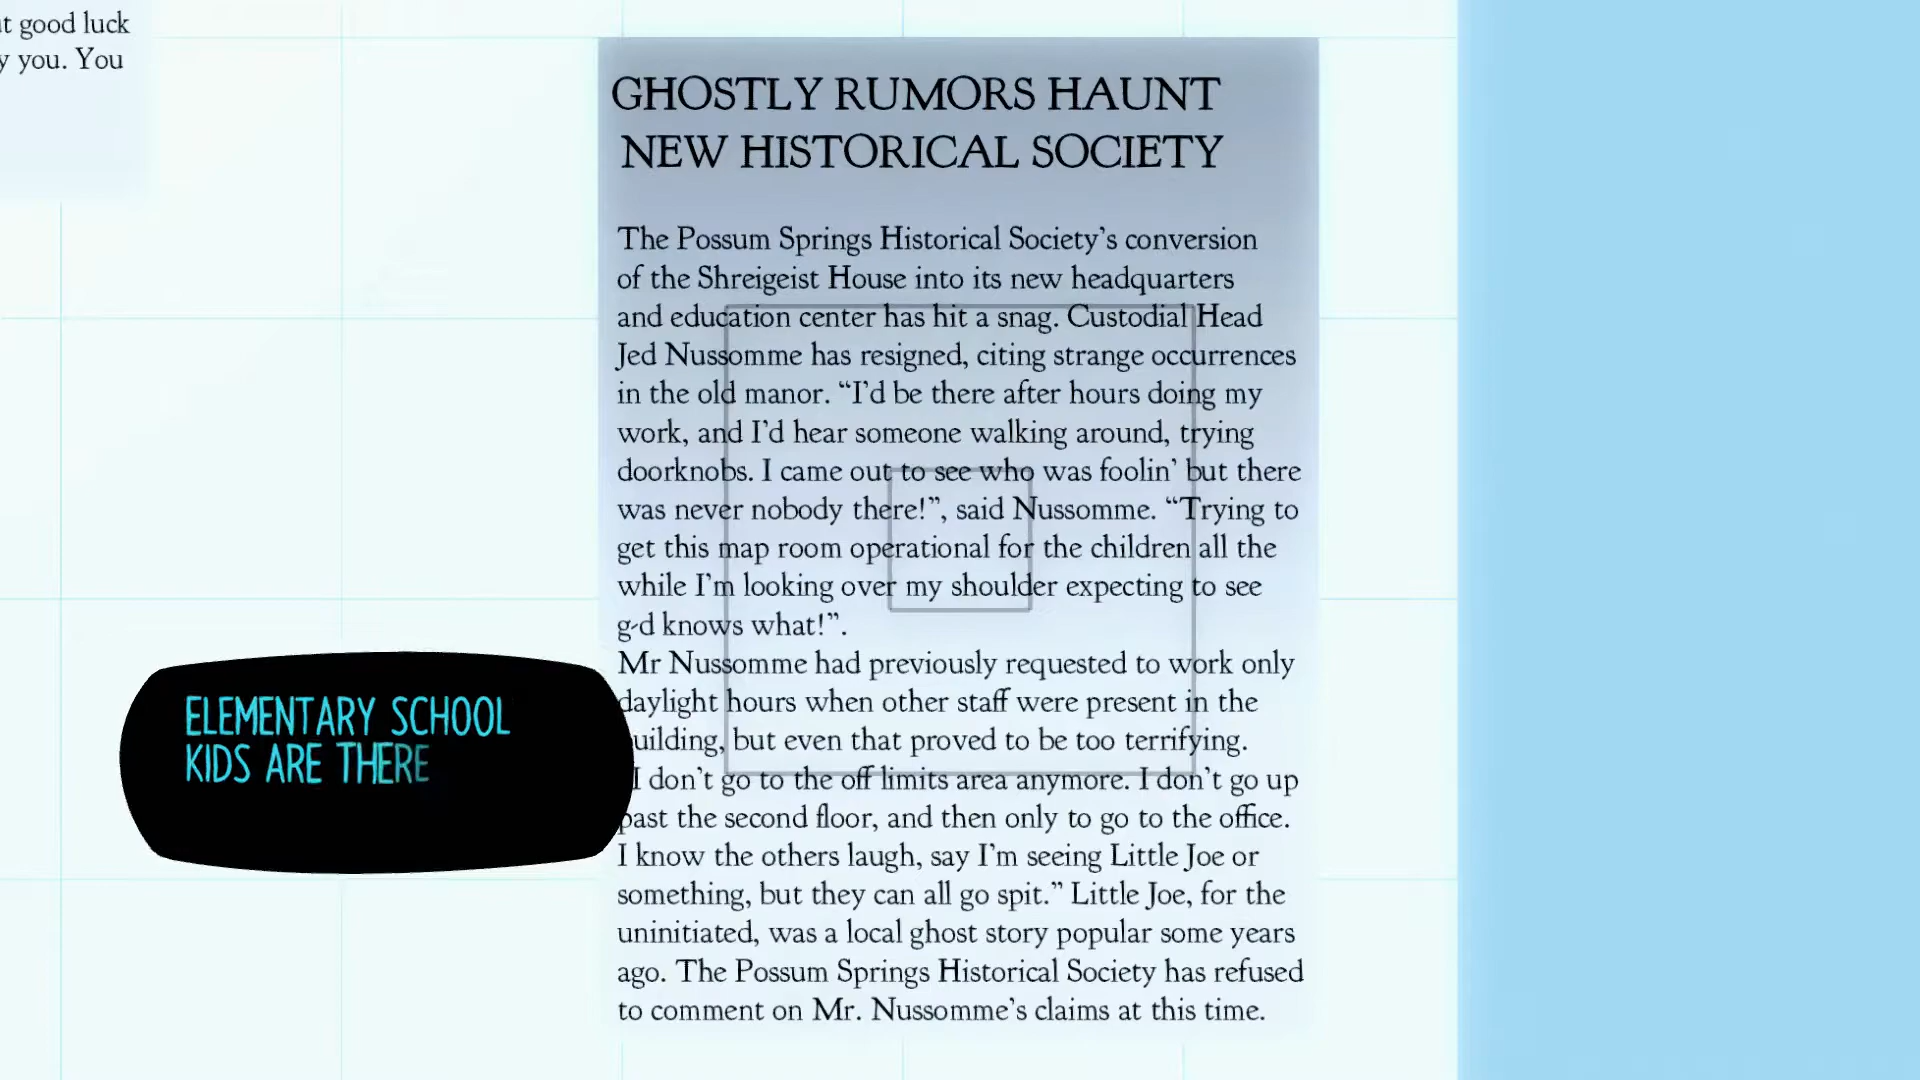 t good luck
y you. You
GHOSTLY RUMORS HAUNT
NEW HISTORICAL SOCIETY
The Possum Springs Historical Society's conversion
of the Shreigeist House into its new headquarters
and education center has hit a snag. Custodial Head
Jed Nussomme has resigned, citing strange occurrences
in the old manor. “I'd be there after hours doing my
work, and I'd hear someone walking around, trying
doorknobs. I came out to see who was foolin' but there
was never nobody there!”, said Nussomme. “Trying to
get this map room operational for the children all the
while I'm looking over my shoulder expecting to see
g-d knows what!”.
Mr Nussomme had previously requested to work only
daylight hours when other staff were present in the
uilding, but even that proved to be too terrifying.
I don't go to the off limits area anymore. I don't go up
past the second floor, and then only to go to the office.
I know the others laugh, say I'm seeing Little Joe or
something, but they can all go spit.” Little Joe, for the
uninitiated, was a local ghost story popular some years
ago. The Possum Springs Historical Society has refused
to comment on Mr. Nussomme's claims at this time.
ELEMENTARY SCHOOL
KIDS ARE THERE